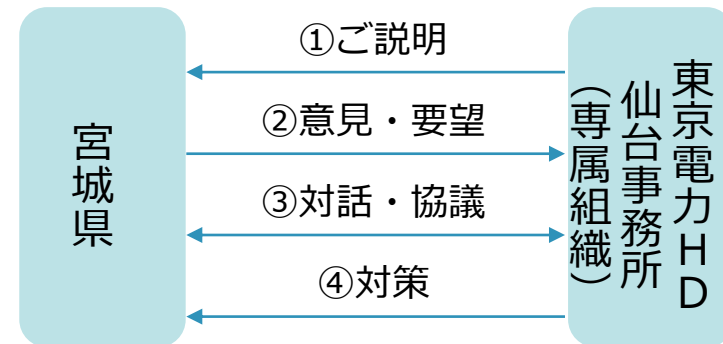 宮城県
①ご説明
②意見・要望
③対話・協議
④対策
東京電力HD
仙台事務所
（専属組織）